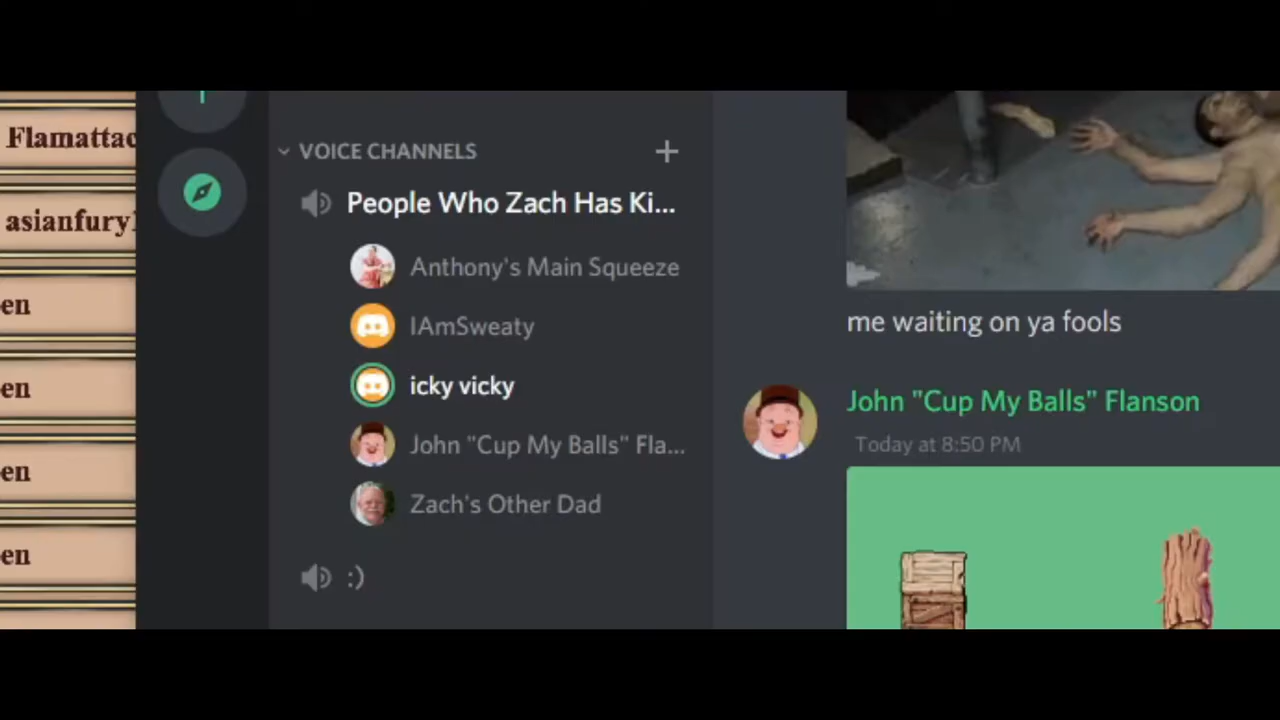 Flamattac
asianfury
en
en
en
en
VOICE CHANNELS
People Who Zach Has Ki...
Anthony's Main Squeeze
IAmSweaty
icky vicky
John "Cup My Balls" Fla...
Zach's Other Dad
:)
me waiting on ya fools
John "Cup My Balls" Flanson
Today at 8:50 PM